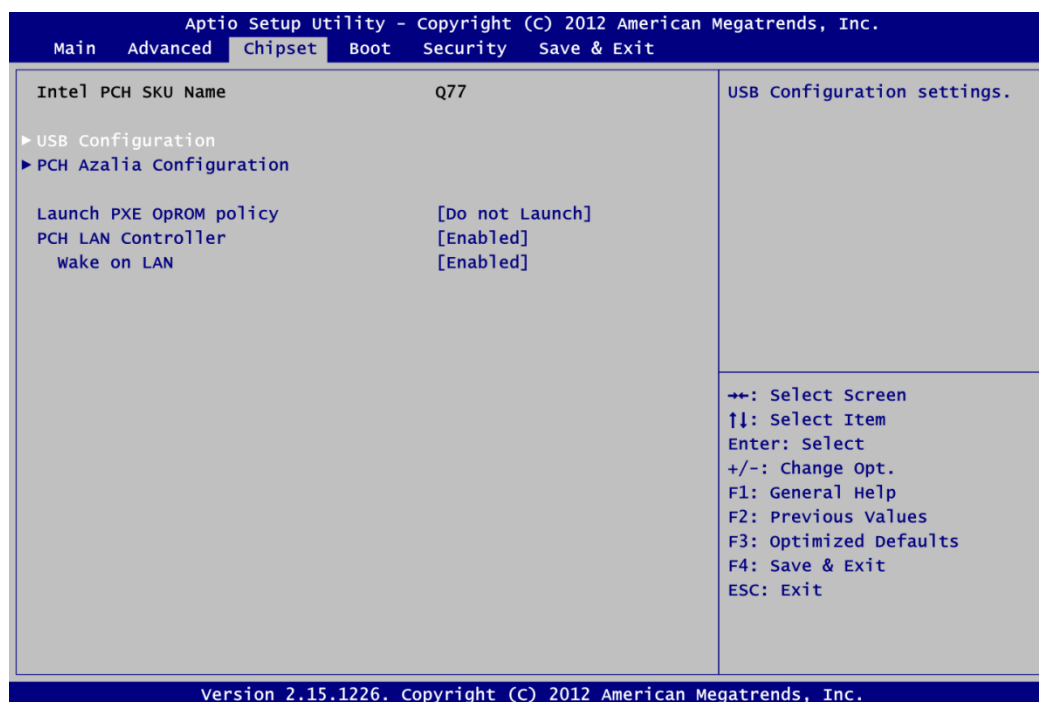 Aptio Setup Utility - Copyright (C) 2012 American Megatrends, Inc.
Main Advanced Chipset Boot Security Save & Exit
Intel PCH SKU Name Q77
► USB Configuration
► PCH Azalia Configuration
Launch PXE OpROM policy [Do not Launch]
PCH LAN Controller [Enabled]
Wake on LAN [Enabled]
USB Configuration settings.
→←: Select Screen
↑↓: Select Item
Enter: Select
+/-: Change Opt.
F1: General Help
F2: Previous Values
F3: Optimized Defaults
F4: Save & Exit
ESC: Exit
Version 2.15.1226. Copyright (C) 2012 American Megatrends, Inc.